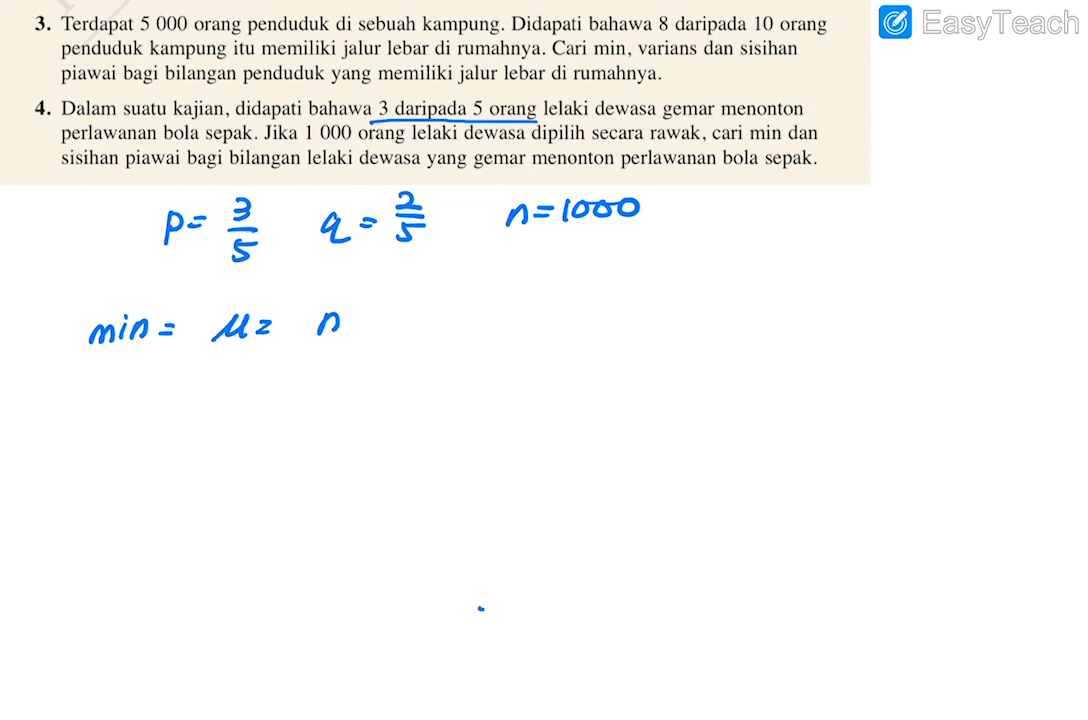 3. Terdapat 5 000 orang penduduk di sebuah kampung. Didapati bahawa 8 daripada 10 orang
penduduk kampung itu memiliki jalur lebar di rumahnya. Cari min, varians dan sisihan
piawai bagi bilangan penduduk yang memiliki jalur lebar di rumahnya.
EasyTeach
4. Dalam suatu kajian, didapati bahawa 3 daripada 5 orang lelaki dewasa gemar menonton
perlawanan bola sepak. Jika 1 000 orang lelaki dewasa dipilih secara rawak, cari min dan
sisihan piawai bagi bilangan lelaki dewasa yang gemar menonton perlawanan bola sepak.
p = 3/5 q = 2/5 n = 1000
min = μ = n